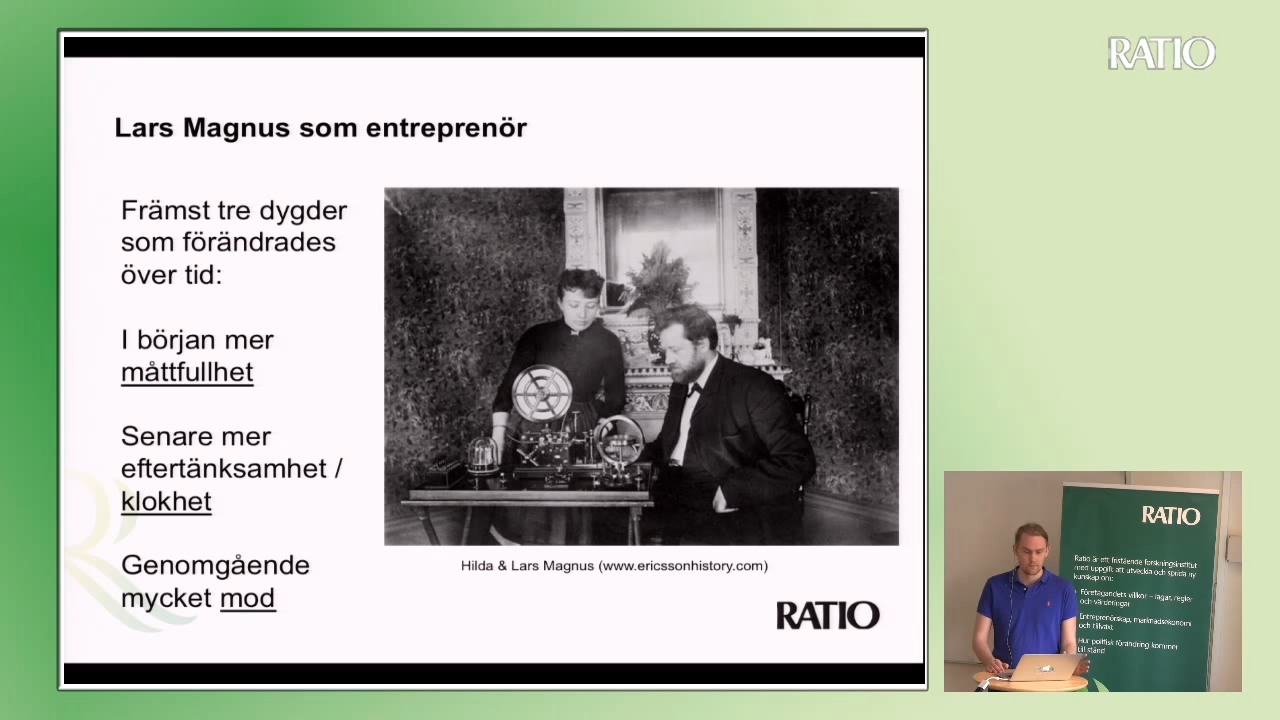 RATIO
Lars Magnus som entreprenör
Främst tre dygder
som förändrades
över tid:
I början mer
måttfullhet
Senare mer
eftertänksamhet /
klokhet
Genomgående
mycket mod
Hilda & Lars Magnus (www.ericssonhistory.com)
RATIO
RATIO
Ratio är ett fristående forskningsinstitut
med uppgift att utveckla och sprida ny
kunskap om:
Företagandets villkor – lagar, regler
och värderingar
Entreprenörskap, marknadsekonomi
och tillväxt
Hur politisk förändring kommer
till stånd